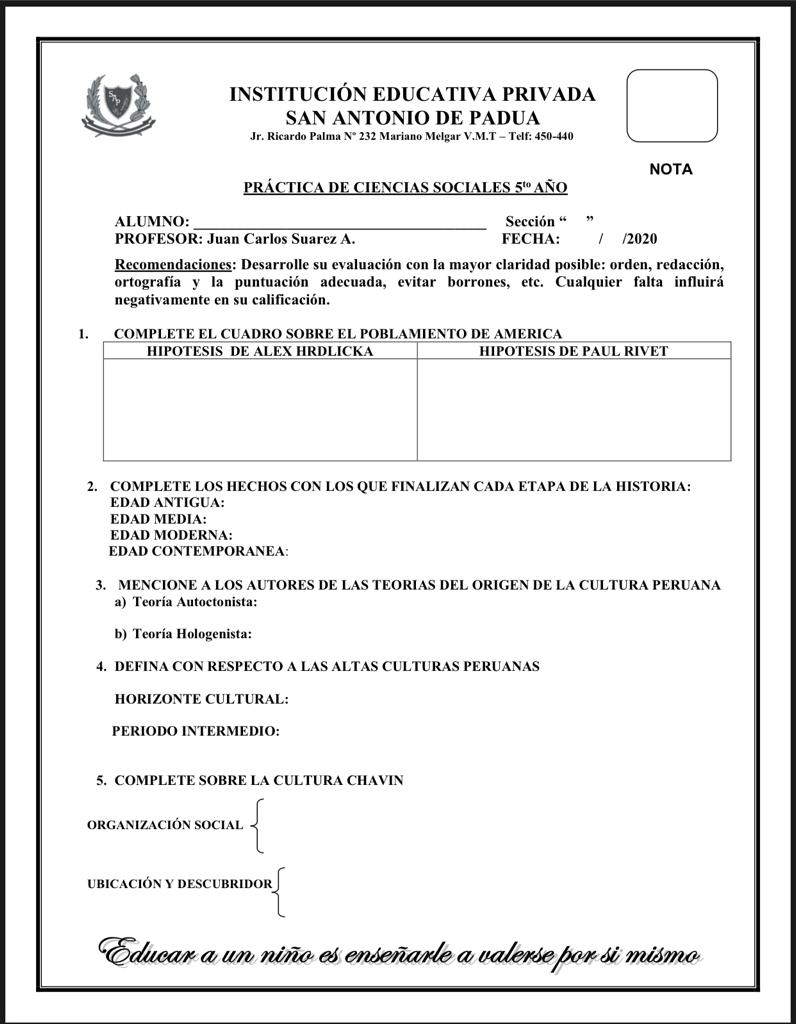 SAP
INSTITUCIÓN EDUCATIVA PRIVADA
SAN ANTONIO DE PADUA
Jr. Ricardo Palma Nº 232 Mariano Melgar V.M.T – Telf: 450-440
NOTA
PRÁCTICA DE CIENCIAS SOCIALES 5to AÑO
ALUMNO: ______________________________________ Sección “ ”
PROFESOR: Juan Carlos Suarez A. FECHA: / /2020
Recomendaciones: Desarrolle su evaluación con la mayor claridad posible: orden, redacción,
ortografía y la puntuación adecuada, evitar borrones, etc. Cualquier falta influirá
negativamente en su calificación.
1. COMPLETE EL CUADRO SOBRE EL POBLAMIENTO DE AMERICA
HIPOTESIS DE ALEX HRDLICKA HIPOTESIS DE PAUL RIVET
2. COMPLETE LOS HECHOS CON LOS QUE FINALIZAN CADA ETAPA DE LA HISTORIA:
EDAD ANTIGUA:
EDAD MEDIA:
EDAD MODERNA:
EDAD CONTEMPORANEA:
3. MENCIONE A LOS AUTORES DE LAS TEORIAS DEL ORIGEN DE LA CULTURA PERUANA
a) Teoría Autoctonista:
b) Teoría Hologenista:
4. DEFINA CON RESPECTO A LAS ALTAS CULTURAS PERUANAS
HORIZONTE CULTURAL:
PERIODO INTERMEDIO:
5. COMPLETE SOBRE LA CULTURA CHAVIN
ORGANIZACIÓN SOCIAL
UBICACIÓN Y DESCUBRIDOR
Educar a un niño es enseñarle a valerse por si mismo